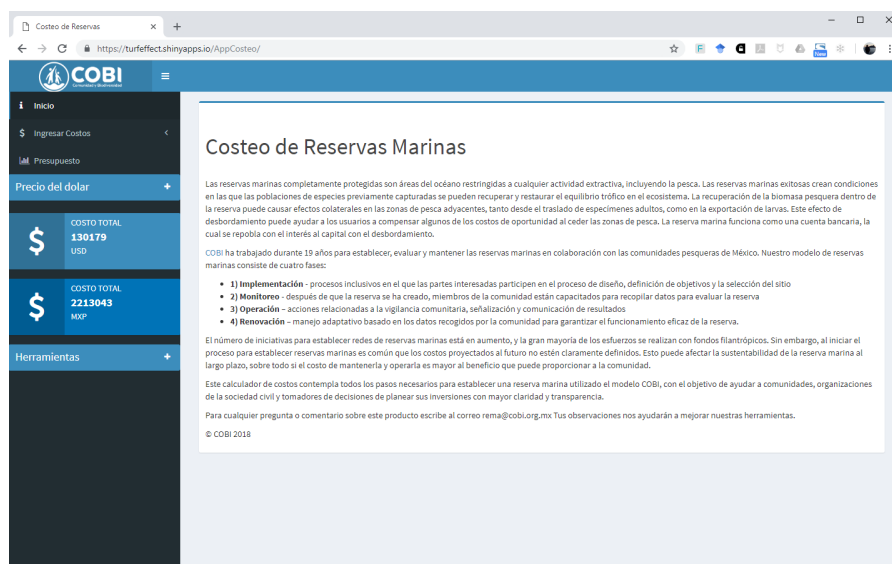 Costeo de Reservas
https://turfeffect.shinyapps.io/AppCosteo/
New
COBI
Comunidad y Biodiversidad
Inicio
Ingresar Costos
Presupuesto
Precio del dolar
COSTO TOTAL
130179
USD
COSTO TOTAL
2213043
MXP
Herramientas
Costeo de Reservas Marinas
Las reservas marinas completamente protegidas son áreas del océano restringidas a cualquier actividad extractiva, incluyendo la pesca. Las reservas marinas exitosas crean condiciones
en las que las poblaciones de especies previamente capturadas se pueden recuperar y restaurar el equilibrio trófico en el ecosistema. La recuperación de la biomasa pesquera dentro de
la reserva puede causar efectos colaterales en las zonas de pesca adyacentes, tanto desde el traslado de especímenes adultos, como en la exportación de larvas. Este efecto de
desbordamiento puede ayudar a los usuarios a compensar algunos de los costos de oportunidad al ceder las zonas de pesca. La reserva marina funciona como una cuenta bancaria, la
cual se repobla con el interés al capital con el desbordamiento.
COBI ha trabajado durante 19 años para establecer, evaluar y mantener las reservas marinas en colaboración con las comunidades pesqueras de México. Nuestro modelo de reservas
marinas consiste de cuatro fases:
• 1) Implementación - procesos inclusivos en el que las partes interesadas participen en el proceso de diseño, definición de objetivos y la selección del sitio
• 2) Monitoreo - después de que la reserva se ha creado, miembros de la comunidad están capacitados para recopilar datos para evaluar la reserva
• 3) Operación – acciones relacionadas a la vigilancia comunitaria, señalización y comunicación de resultados
• 4) Renovación – manejo adaptativo basado en los datos recogidos por la comunidad para garantizar el funcionamiento eficaz de la reserva.
El número de iniciativas para establecer redes de reservas marinas está en aumento, y la gran mayoría de los esfuerzos se realizan con fondos filantrópicos. Sin embargo, al iniciar el
proceso para establecer reservas marinas es común que los costos proyectados al futuro no estén claramente definidos. Esto puede afectar la sustentabilidad de la reserva marina al
largo plazo, sobre todo si el costo de mantenerla y operarla es mayor al beneficio que puede proporcionar a la comunidad.
Este calculador de costos contempla todos los pasos necesarios para establecer una reserva marina utilizado el modelo COBI, con el objetivo de ayudar a comunidades, organizaciones
de la sociedad civil y tomadores de decisiones de planear sus inversiones con mayor claridad y transparencia.
Para cualquier pregunta o comentario sobre este producto escribe al correo rema@cobi.org.mx Tus observaciones nos ayudarán a mejorar nuestras herramientas.
© COBI 2018